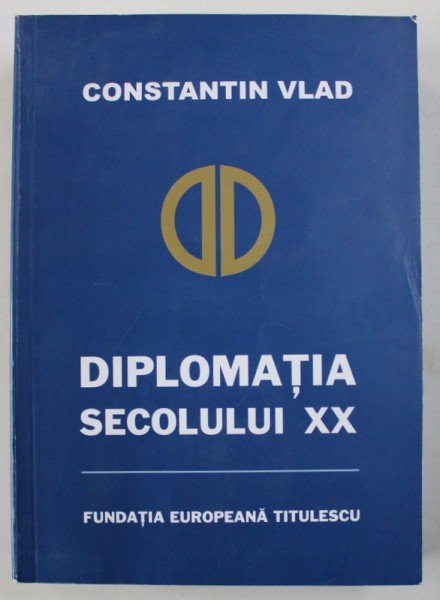 CONSTANTIN VLAD
DIPLOMAȚIA
SECOLULUI XX
FUNDAȚIA EUROPEANĂ TITULESCU